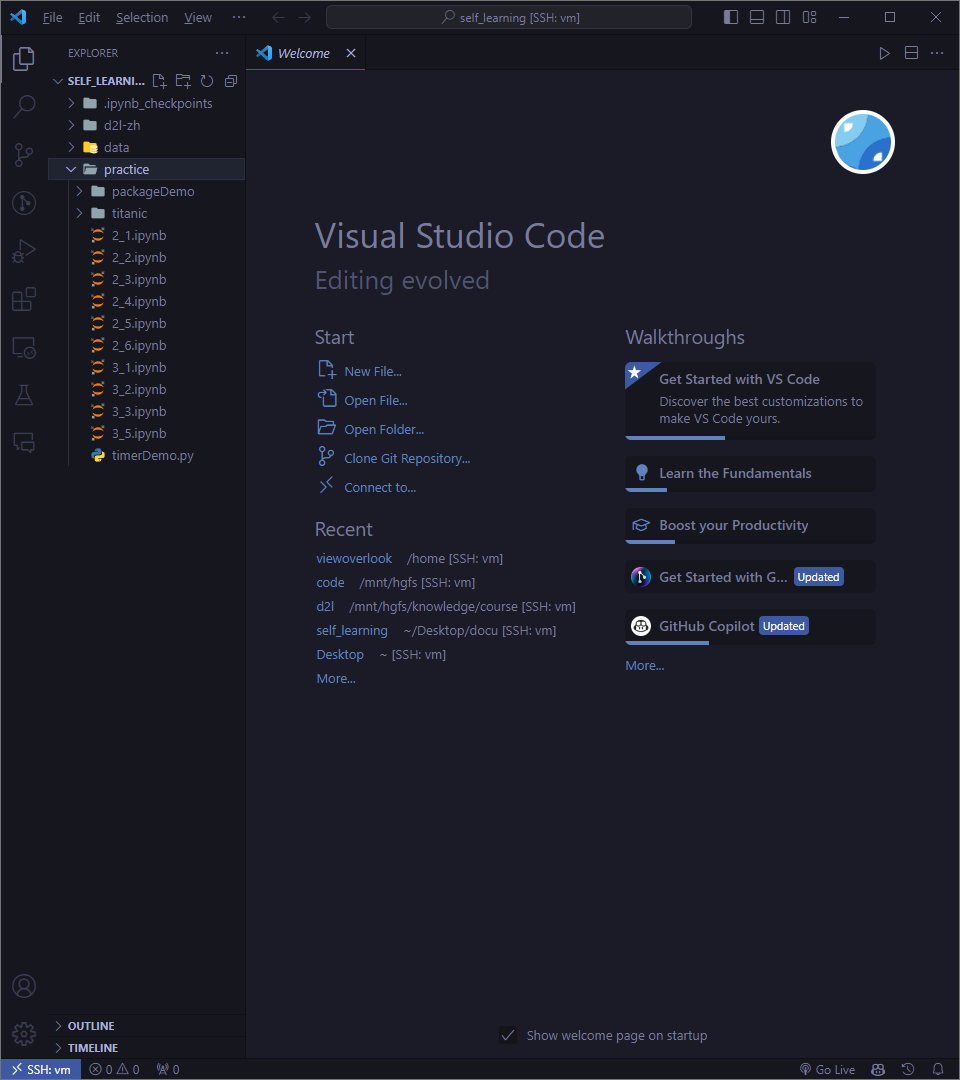 File Edit Selection View ··· self_learning [SSH: vm]
EXPLORER ···
Welcome
SELF_LEARNI...
.ipynb_checkpoints
d2l-zh
data
practice
packageDemo
titanic
2_1.ipynb
2_2.ipynb
2_3.ipynb
2_4.ipynb
2_5.ipynb
2_6.ipynb
3_1.ipynb
3_2.ipynb
3_3.ipynb
3_5.ipynb
timerDemo.py
OUTLINE
TIMELINE
Visual Studio Code
Editing evolved
Start
New File...
Open File...
Open Folder...
Clone Git Repository...
Connect to...
Recent
viewoverlook /home [SSH: vm]
code /mnt/hgfs [SSH: vm]
d2l /mnt/hgfs/knowledge/course [SSH: vm]
self_learning ~/Desktop/docu [SSH: vm]
Desktop ~ [SSH: vm]
More...
Walkthroughs
Get Started with VS Code
Discover the best customizations to
make VS Code yours.
Learn the Fundamentals
Boost your Productivity
Get Started with G... Updated
GitHub Copilot Updated
More...
Show welcome page on startup
SSH: vm 0 0 0 Go Live